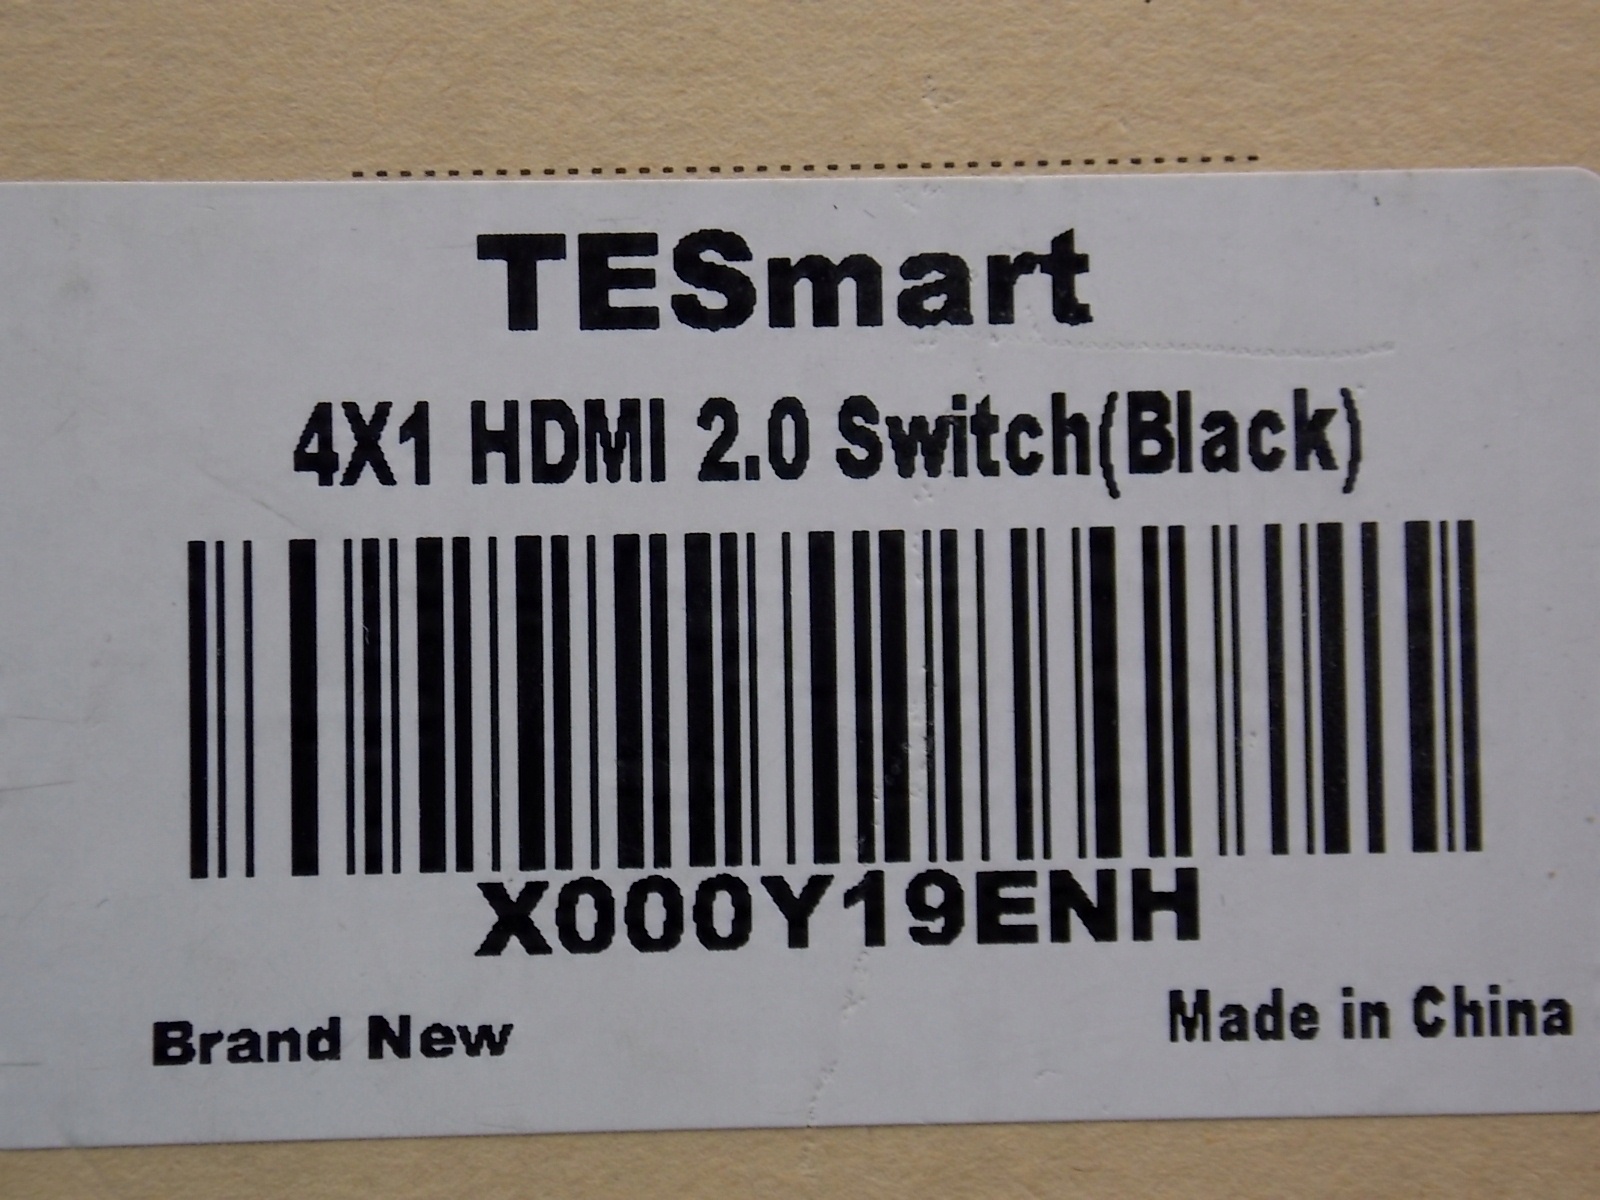 TESmart
4X1 HDMI 2.0 Switch(Black)
X000Y19ENH
Brand New
Made in China